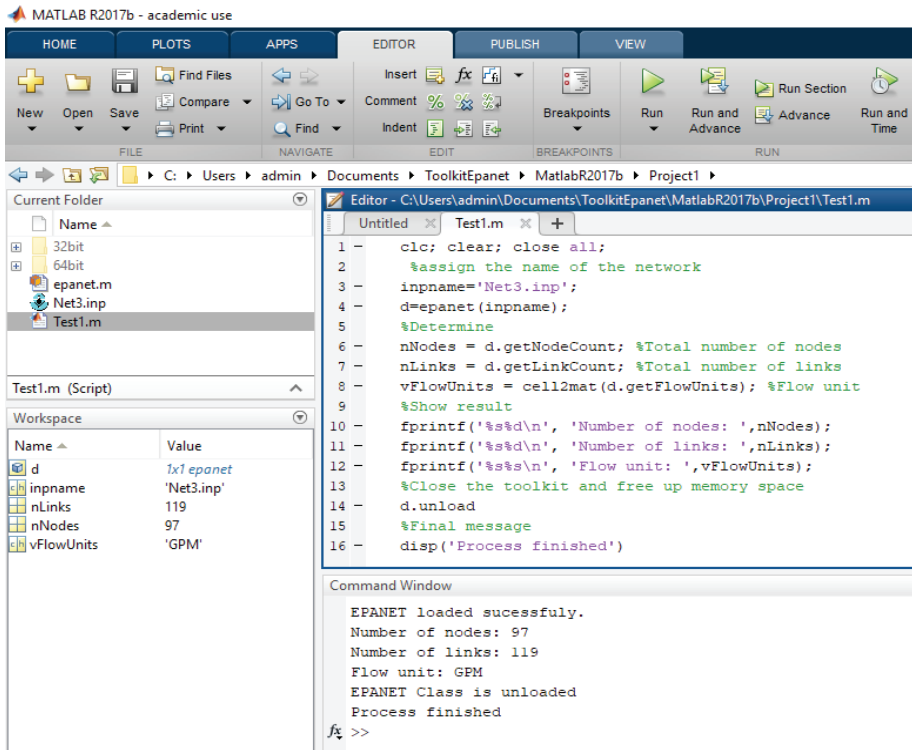 MATLAB R2017b - academic use
HOME PLOTS APPS EDITOR PUBLISH VIEW
New Open Save Find Files Compare Print
Go To Find
Insert fx Comment Indent
Breakpoints
Run Run and Advance Run Section Advance Run and Time
FILE NAVIGATE EDIT BREAKPOINTS RUN
C: Users admin Documents ToolkitEpanet MatlabR2017b Project1
Current Folder
Name
32bit
64bit
epanet.m
Net3.inp
Test1.m
Test1.m (Script)
Workspace
Name Value
d 1x1 epanet
inpname 'Net3.inp'
nLinks 119
nNodes 97
vFlowUnits 'GPM'
Editor - C:\Users\admin\Documents\ToolkitEpanet\MatlabR2017b\Project1\Test1.m
Untitled Test1.m +
1 – clc; clear; close all;
2 %assign the name of the network
3 – inpname='Net3.inp';
4 – d=epanet(inpname);
5 %Determine
6 – nNodes = d.getNodeCount; %Total number of nodes
7 – nLinks = d.getLinkCount; %Total number of links
8 – vFlowUnits = cell2mat(d.getFlowUnits); %Flow unit
9 %Show result
10 – fprintf('%s%d\n', 'Number of nodes: ',nNodes);
11 – fprintf('%s%d\n', 'Number of links: ',nLinks);
12 – fprintf('%s%s\n', 'Flow unit: ',vFlowUnits);
13 %Close the toolkit and free up memory space
14 – d.unload
15 %Final message
16 – disp('Process finished')
Command Window
EPANET loaded sucessfuly.
Number of nodes: 97
Number of links: 119
Flow unit: GPM
EPANET Class is unloaded
Process finished
fx >>